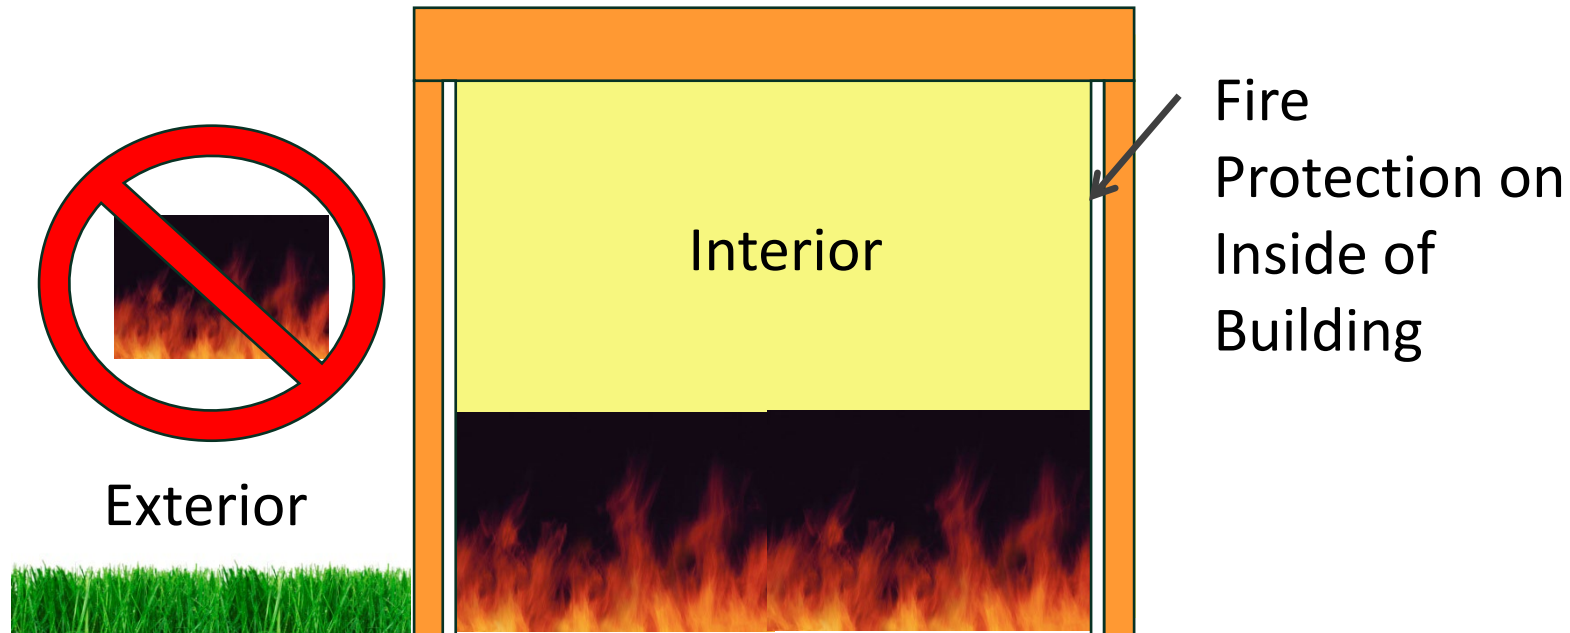 Exterior
Interior
Fire
Protection on
Inside of
Building